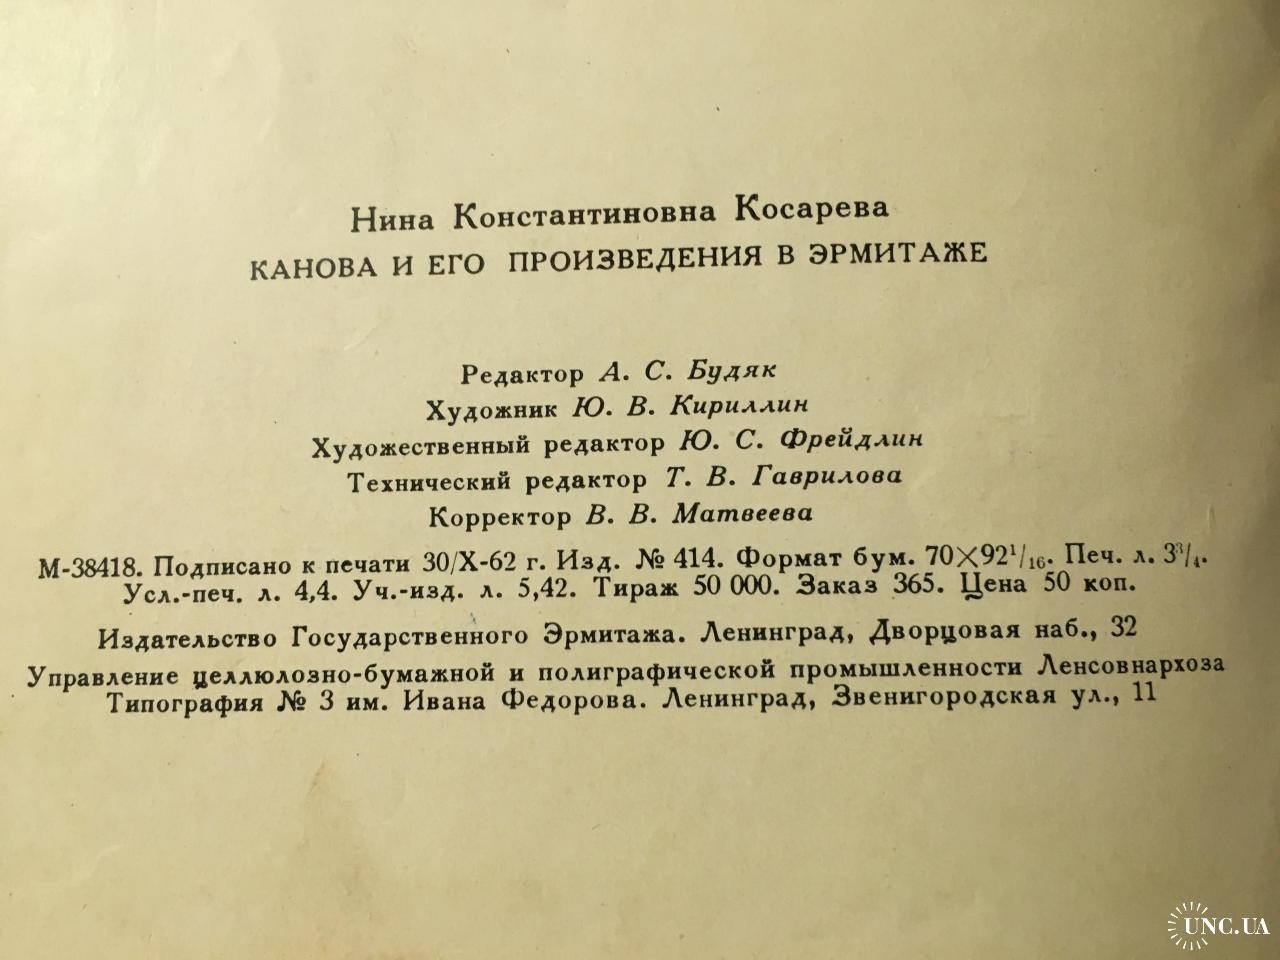 Нина Константиновна Косарева
КАНОВА И ЕГО ПРОИЗВЕДЕНИЯ В ЭРМИТАЖЕ
Редактор А. С. Будяк
Художник Ю. В. Кириллин
Художественный редактор Ю. С. Фрейдлин
Технический редактор Т. В. Гаврилова
Корректор В. В. Матвеева
М-38418. Подписано к печати 30/X-62 г. Изд. № 414. Формат бум. 70×92¹/₁₆. Печ. л. 3³/₄.
Усл.-печ. л. 4,4. Уч.-изд. л. 5,42. Тираж 50 000. Заказ 365. Цена 50 коп.
Издательство Государственного Эрмитажа. Ленинград, Дворцовая наб., 32
Управление целлюлозно-бумажной и полиграфической промышленности Ленсовнархоза
Типография № 3 им. Ивана Федорова. Ленинград, Звенигородская ул., 11
UNC.UA